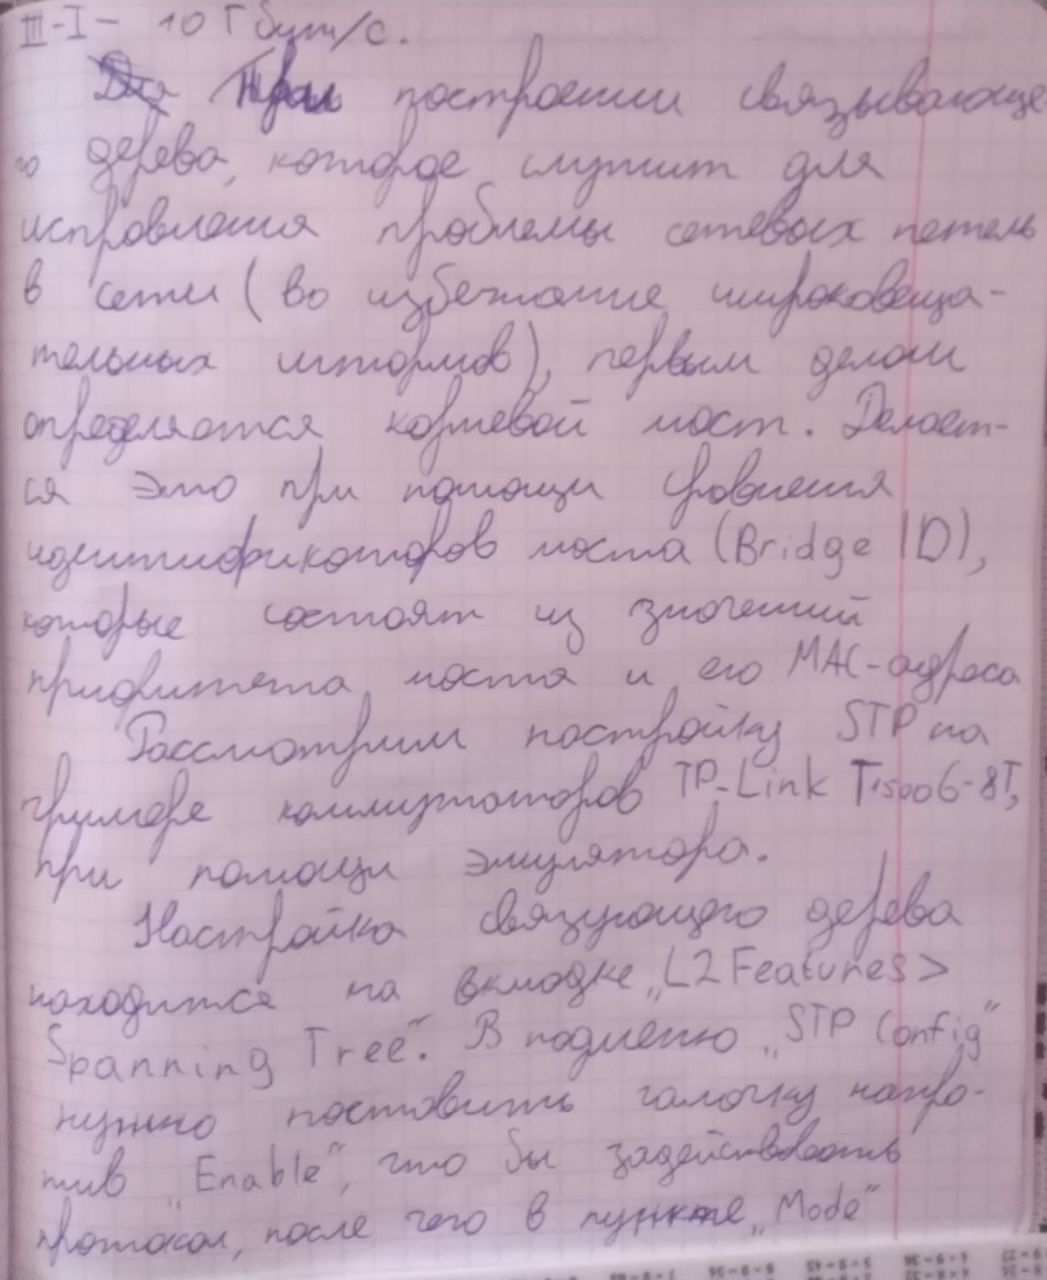 III-I- 10 Гбит/с.
При построении связывающе
го дерева, которое служит для
исправления проблемы сетевых петель
в сети (во избежание широковеща-
тельных штормов), первым делом
определяется корневой мост. Делает-
ся это при помощи сравнения
идентификаторов моста (Bridge ID),
которые состоят из значений
приоритета моста и его MAC-адреса
Рассмотрим постройку STP на
примере коммутаторов TP-Link T1500G-8T,
при помощи эмулятора.
Настройка связующего дерева
находится на вкладке „L2 Features>
Spanning Tree“. В подменю „STP Config“
нужно поставить галочку напро-
тив „Enable“, что бы задействовать
протокол, после чего в пункте „Mode“